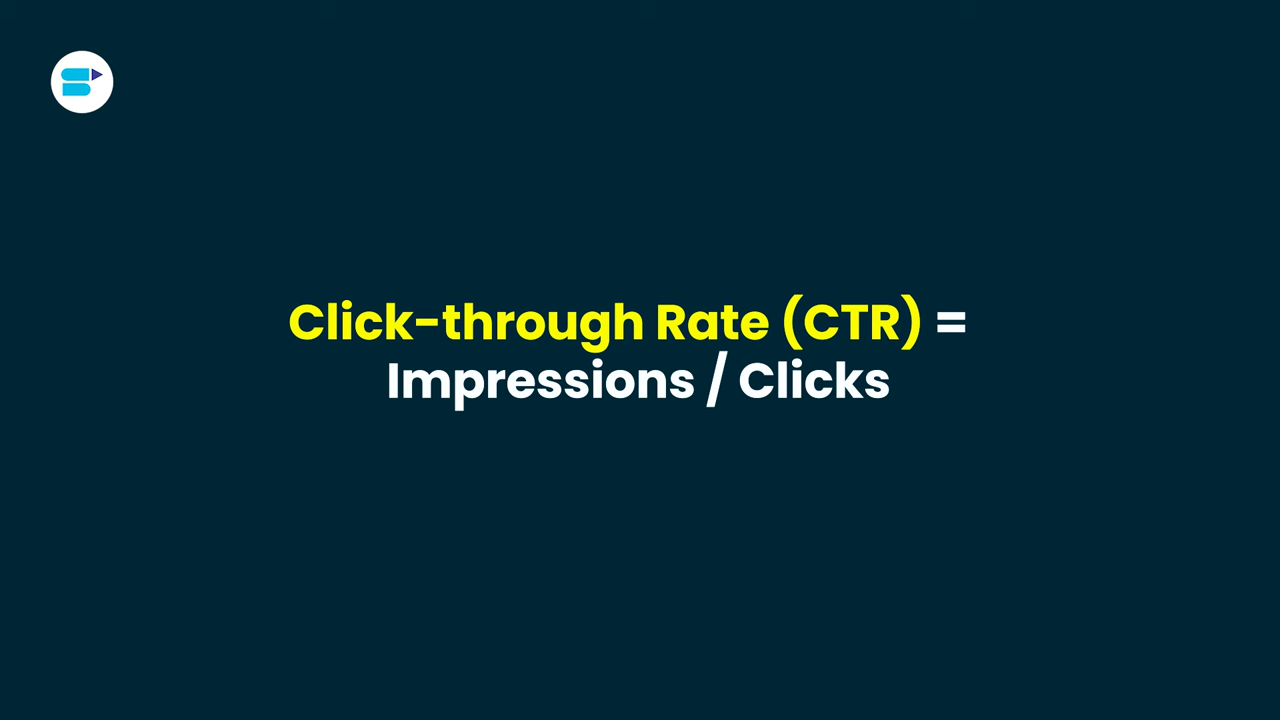 Click-through Rate (CTR) =
Impressions / Clicks